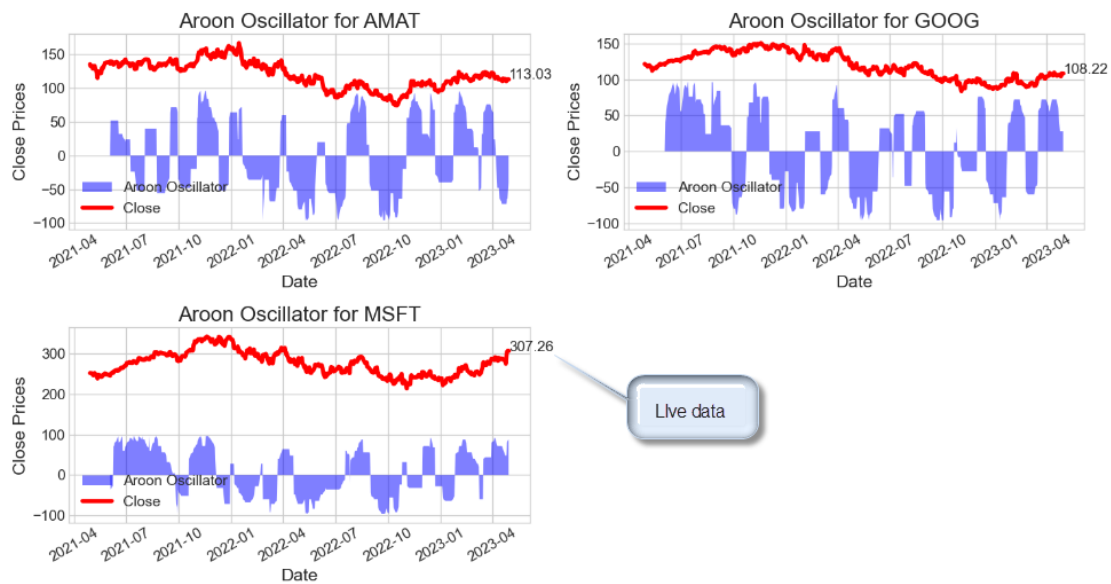 Aroon Oscillator for AMAT
Close Prices
150
100
50
0
−50
−100
113.03
Aroon Oscillator
Close
2021-04
2021-07
2021-10
2022-01
2022-04
2022-07
2022-10
2023-01
2023-04
Date
Aroon Oscillator for GOOG
Close Prices
150
100
50
0
−50
−100
108.22
Aroon Oscillator
Close
2021-04
2021-07
2021-10
2022-01
2022-04
2022-07
2022-10
2023-01
2023-04
Date
Aroon Oscillator for MSFT
Close Prices
300
200
100
0
−100
307.26
Aroon Oscillator
Close
2021-04
2021-07
2021-10
2022-01
2022-04
2022-07
2022-10
2023-01
2023-04
Date
LIve data